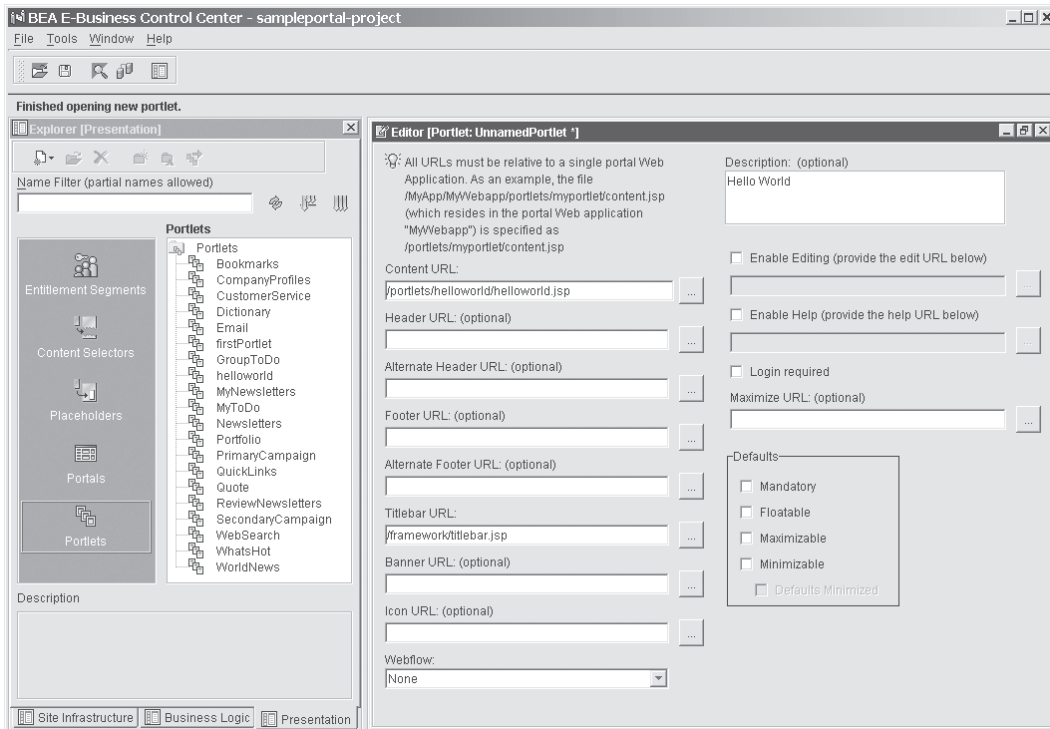 BEA E-Business Control Center - sampleportal-project
File Tools Window Help
Finished opening new portlet.
Explorer [Presentation]
Name Filter (partial names allowed)
Entitlement Segments
Content Selectors
Placeholders
Portals
Portlets
Portlets
Portlets
Bookmarks
CompanyProfiles
CustomerService
Dictionary
Email
firstPortlet
GroupToDo
helloworld
MyNewsletters
MyToDo
Newsletters
Portfolio
PrimaryCampaign
QuickLinks
Quote
ReviewNewsletters
SecondaryCampaign
WebSearch
WhatsHot
WorldNews
Description
Site Infrastructure
Business Logic
Presentation
Editor [Portlet: UnnamedPortlet *]
All URLs must be relative to a single portal Web
Application. As an example, the file
/MyApp/MyWebapp/portlets/myportlet/content.jsp
(which resides in the portal Web application
"MyWebapp") is specified as
/portlets/myportlet/content.jsp
Content URL:
/portlets/helloworld/helloworld.jsp
...
Header URL: (optional)
...
Alternate Header URL: (optional)
...
Footer URL: (optional)
...
Alternate Footer URL: (optional)
...
Titlebar URL:
/framework/titlebar.jsp
...
Banner URL: (optional)
...
Icon URL: (optional)
...
Webflow:
None
Description: (optional)
Hello World
Enable Editing (provide the edit URL below)
...
Enable Help (provide the help URL below)
...
Login required
Maximize URL: (optional)
...
Defaults
Mandatory
Floatable
Maximizable
Minimizable
Defaults Minimized